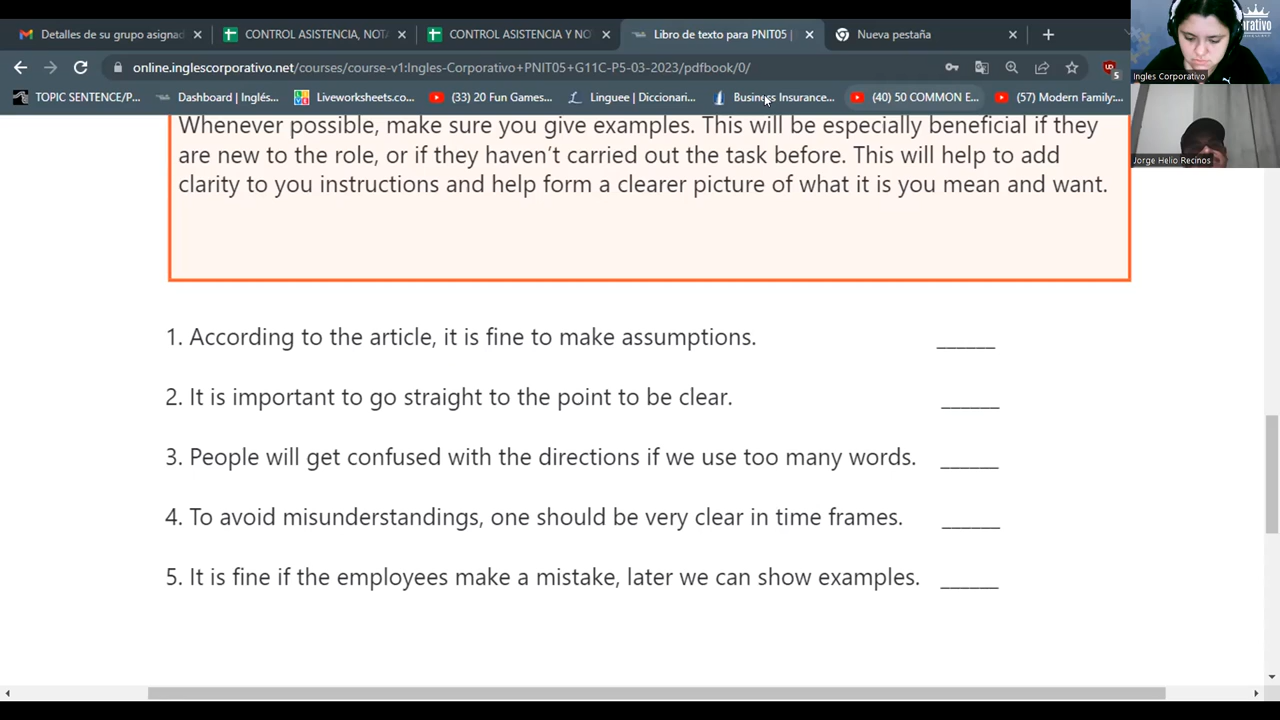 Detalles de su grupo asignad
CONTROL ASISTENCIA, NOTA
CONTROL ASISTENCIA Y NO
Libro de texto para PNIT05 |
Nueva pestaña
online.inglescorporativo.net/courses/course-v1:Ingles-Corporativo+PNIT05+G11C-P5-03-2023/pdfbook/0/
TOPIC SENTENCE/P...
Dashboard | Inglés...
Liveworksheets.co...
(33) 20 Fun Games...
Linguee | Diccionari...
Business Insurance...
(40) 50 COMMON E...
(57) Modern Family:...
Ingles Corporativo
Jorge Helio Recinos
Whenever possible, make sure you give examples. This will be especially beneficial if they
are new to the role, or if they haven't carried out the task before. This will help to add
clarity to you instructions and help form a clearer picture of what it is you mean and want.
1. According to the article, it is fine to make assumptions. ______
2. It is important to go straight to the point to be clear. ______
3. People will get confused with the directions if we use too many words. ______
4. To avoid misunderstandings, one should be very clear in time frames. ______
5. It is fine if the employees make a mistake, later we can show examples. ______